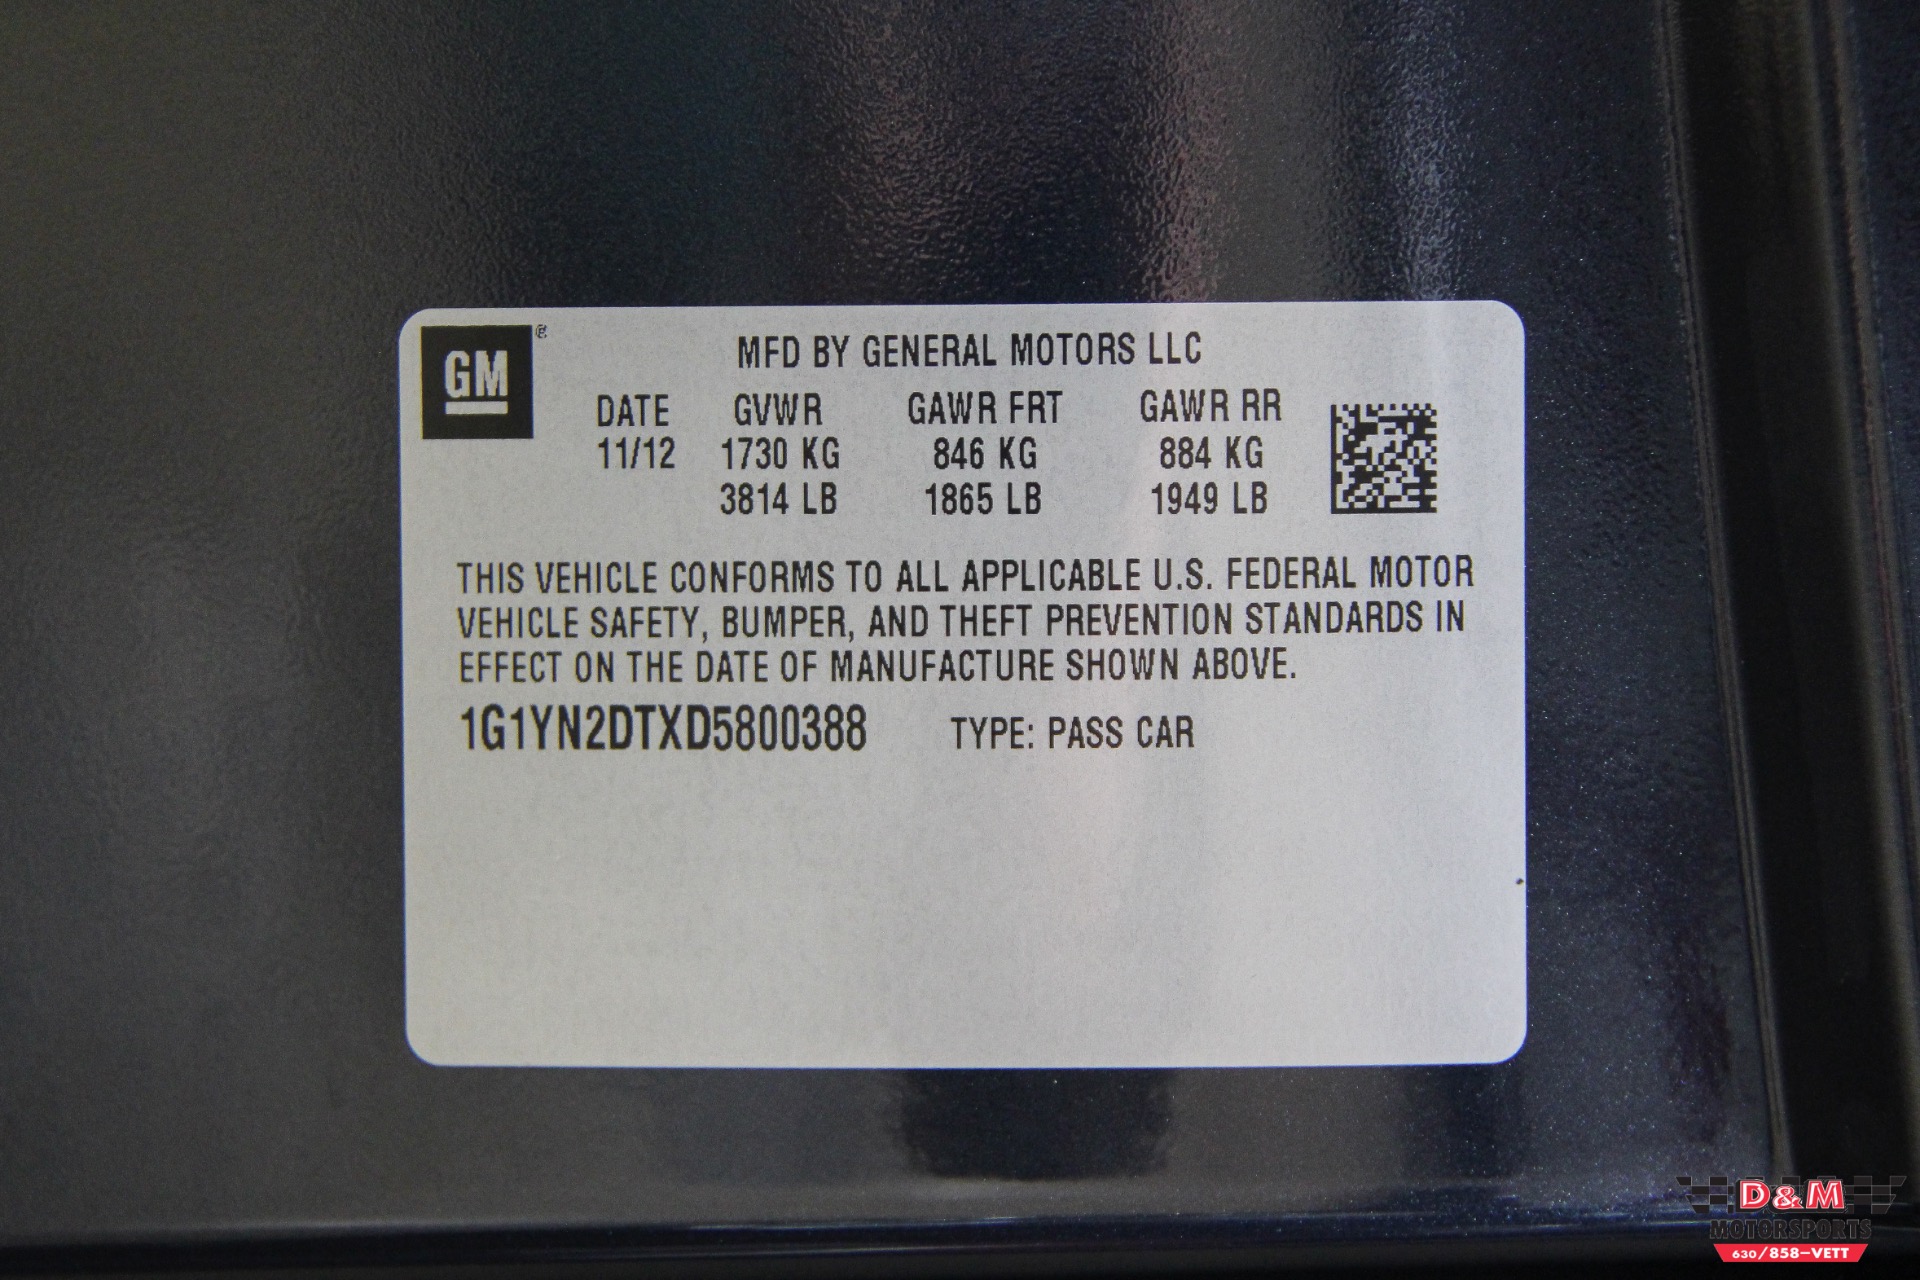 GM ®
MFD BY GENERAL MOTORS LLC
DATE GVWR GAWR FRT GAWR RR
11/12 1730 KG 846 KG 884 KG
3814 LB 1865 LB 1949 LB
THIS VEHICLE CONFORMS TO ALL APPLICABLE U.S. FEDERAL MOTOR
VEHICLE SAFETY, BUMPER, AND THEFT PREVENTION STANDARDS IN
EFFECT ON THE DATE OF MANUFACTURE SHOWN ABOVE.
1G1YN2DTXD5800388 TYPE: PASS CAR
D&M
MOTORSPORTS
630/858-VETT